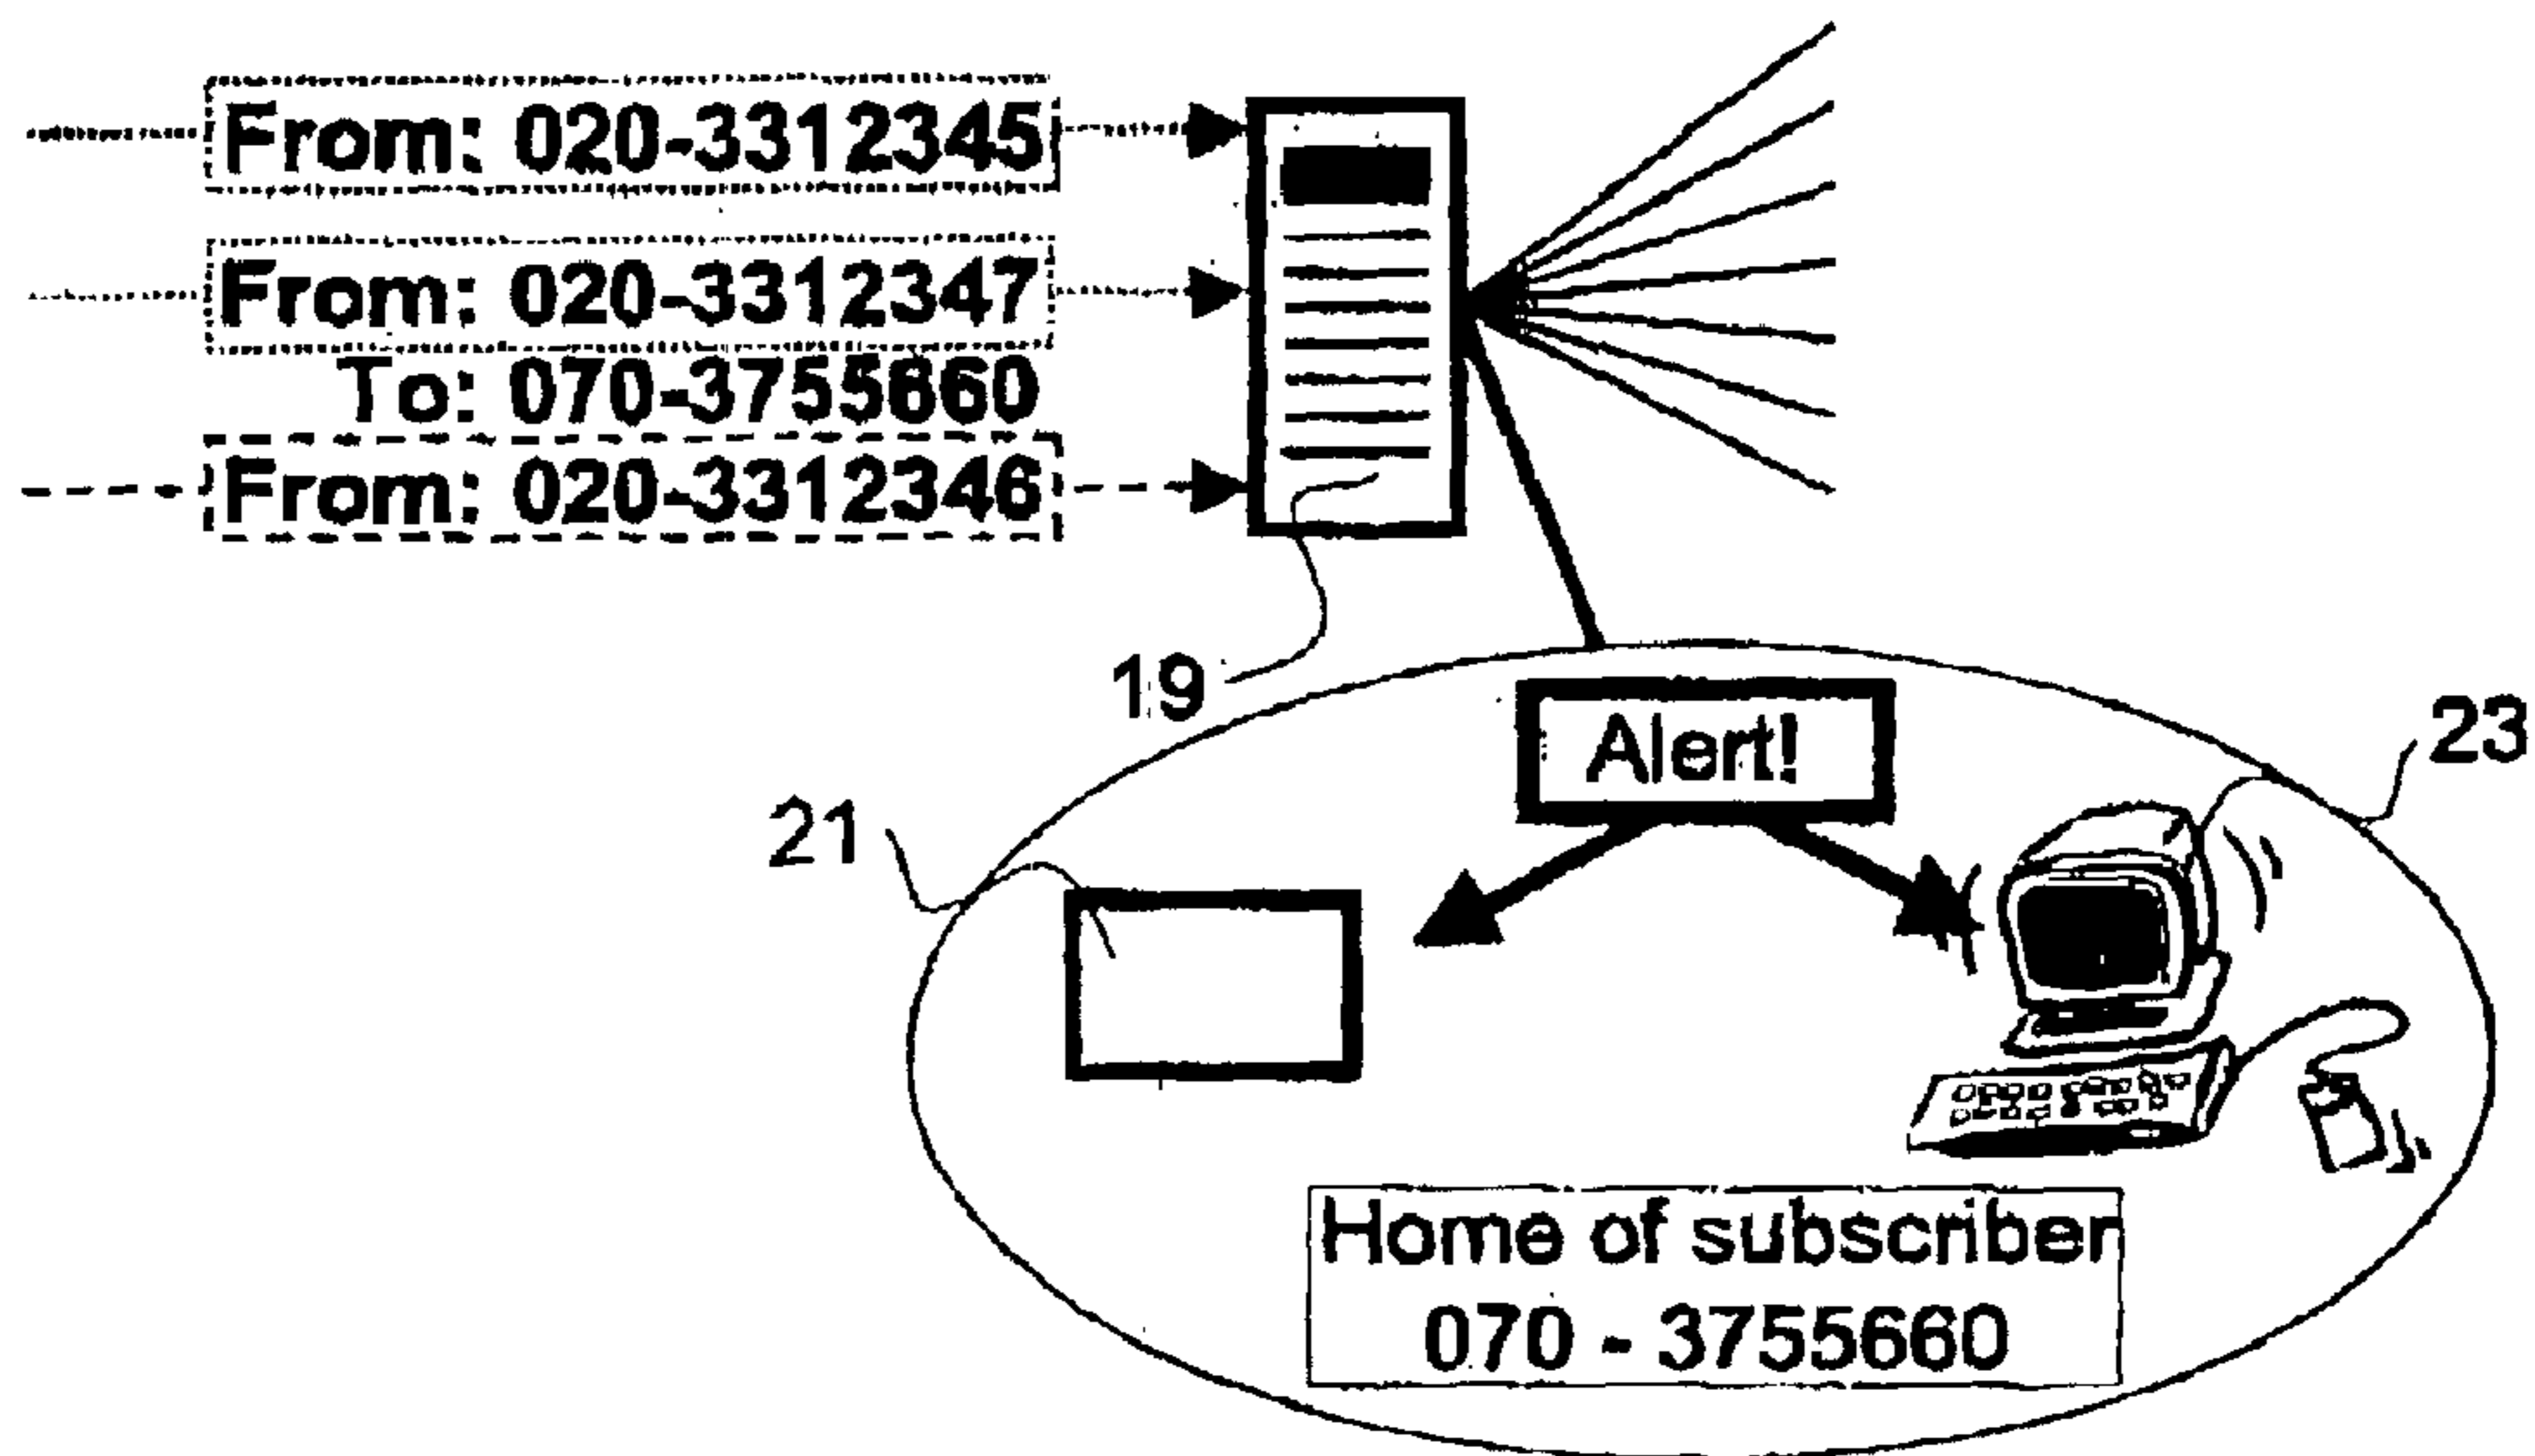 From: 020-3312345
From: 020-3312347
To: 070-3755660
From: 020-3312346
19
Alert!
23
21
Home of subscriber
070 - 3755660